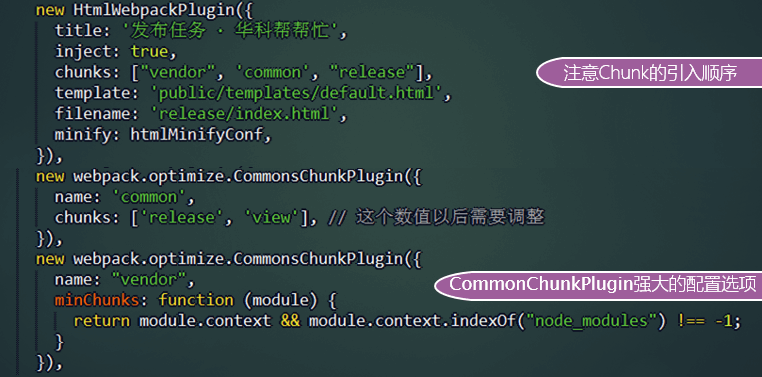 new HtmlWebpackPlugin({
title: '发布任务 · 华科帮帮忙',
inject: true,
chunks: ["vendor", 'common', "release"],
注意Chunk的引入顺序
template: 'public/templates/default.html',
filename: 'release/index.html',
minify: htmlMinifyConf,
}),
new webpack.optimize.CommonsChunkPlugin({
name: 'common',
chunks: ['release', 'view'], // 这个数值以后需要调整
}),
new webpack.optimize.CommonsChunkPlugin({
name: "vendor",
CommonChunkPlugin强大的配置选项
minChunks: function (module) {
return module.context && module.context.indexOf("node_modules") !== -1;
}
}),